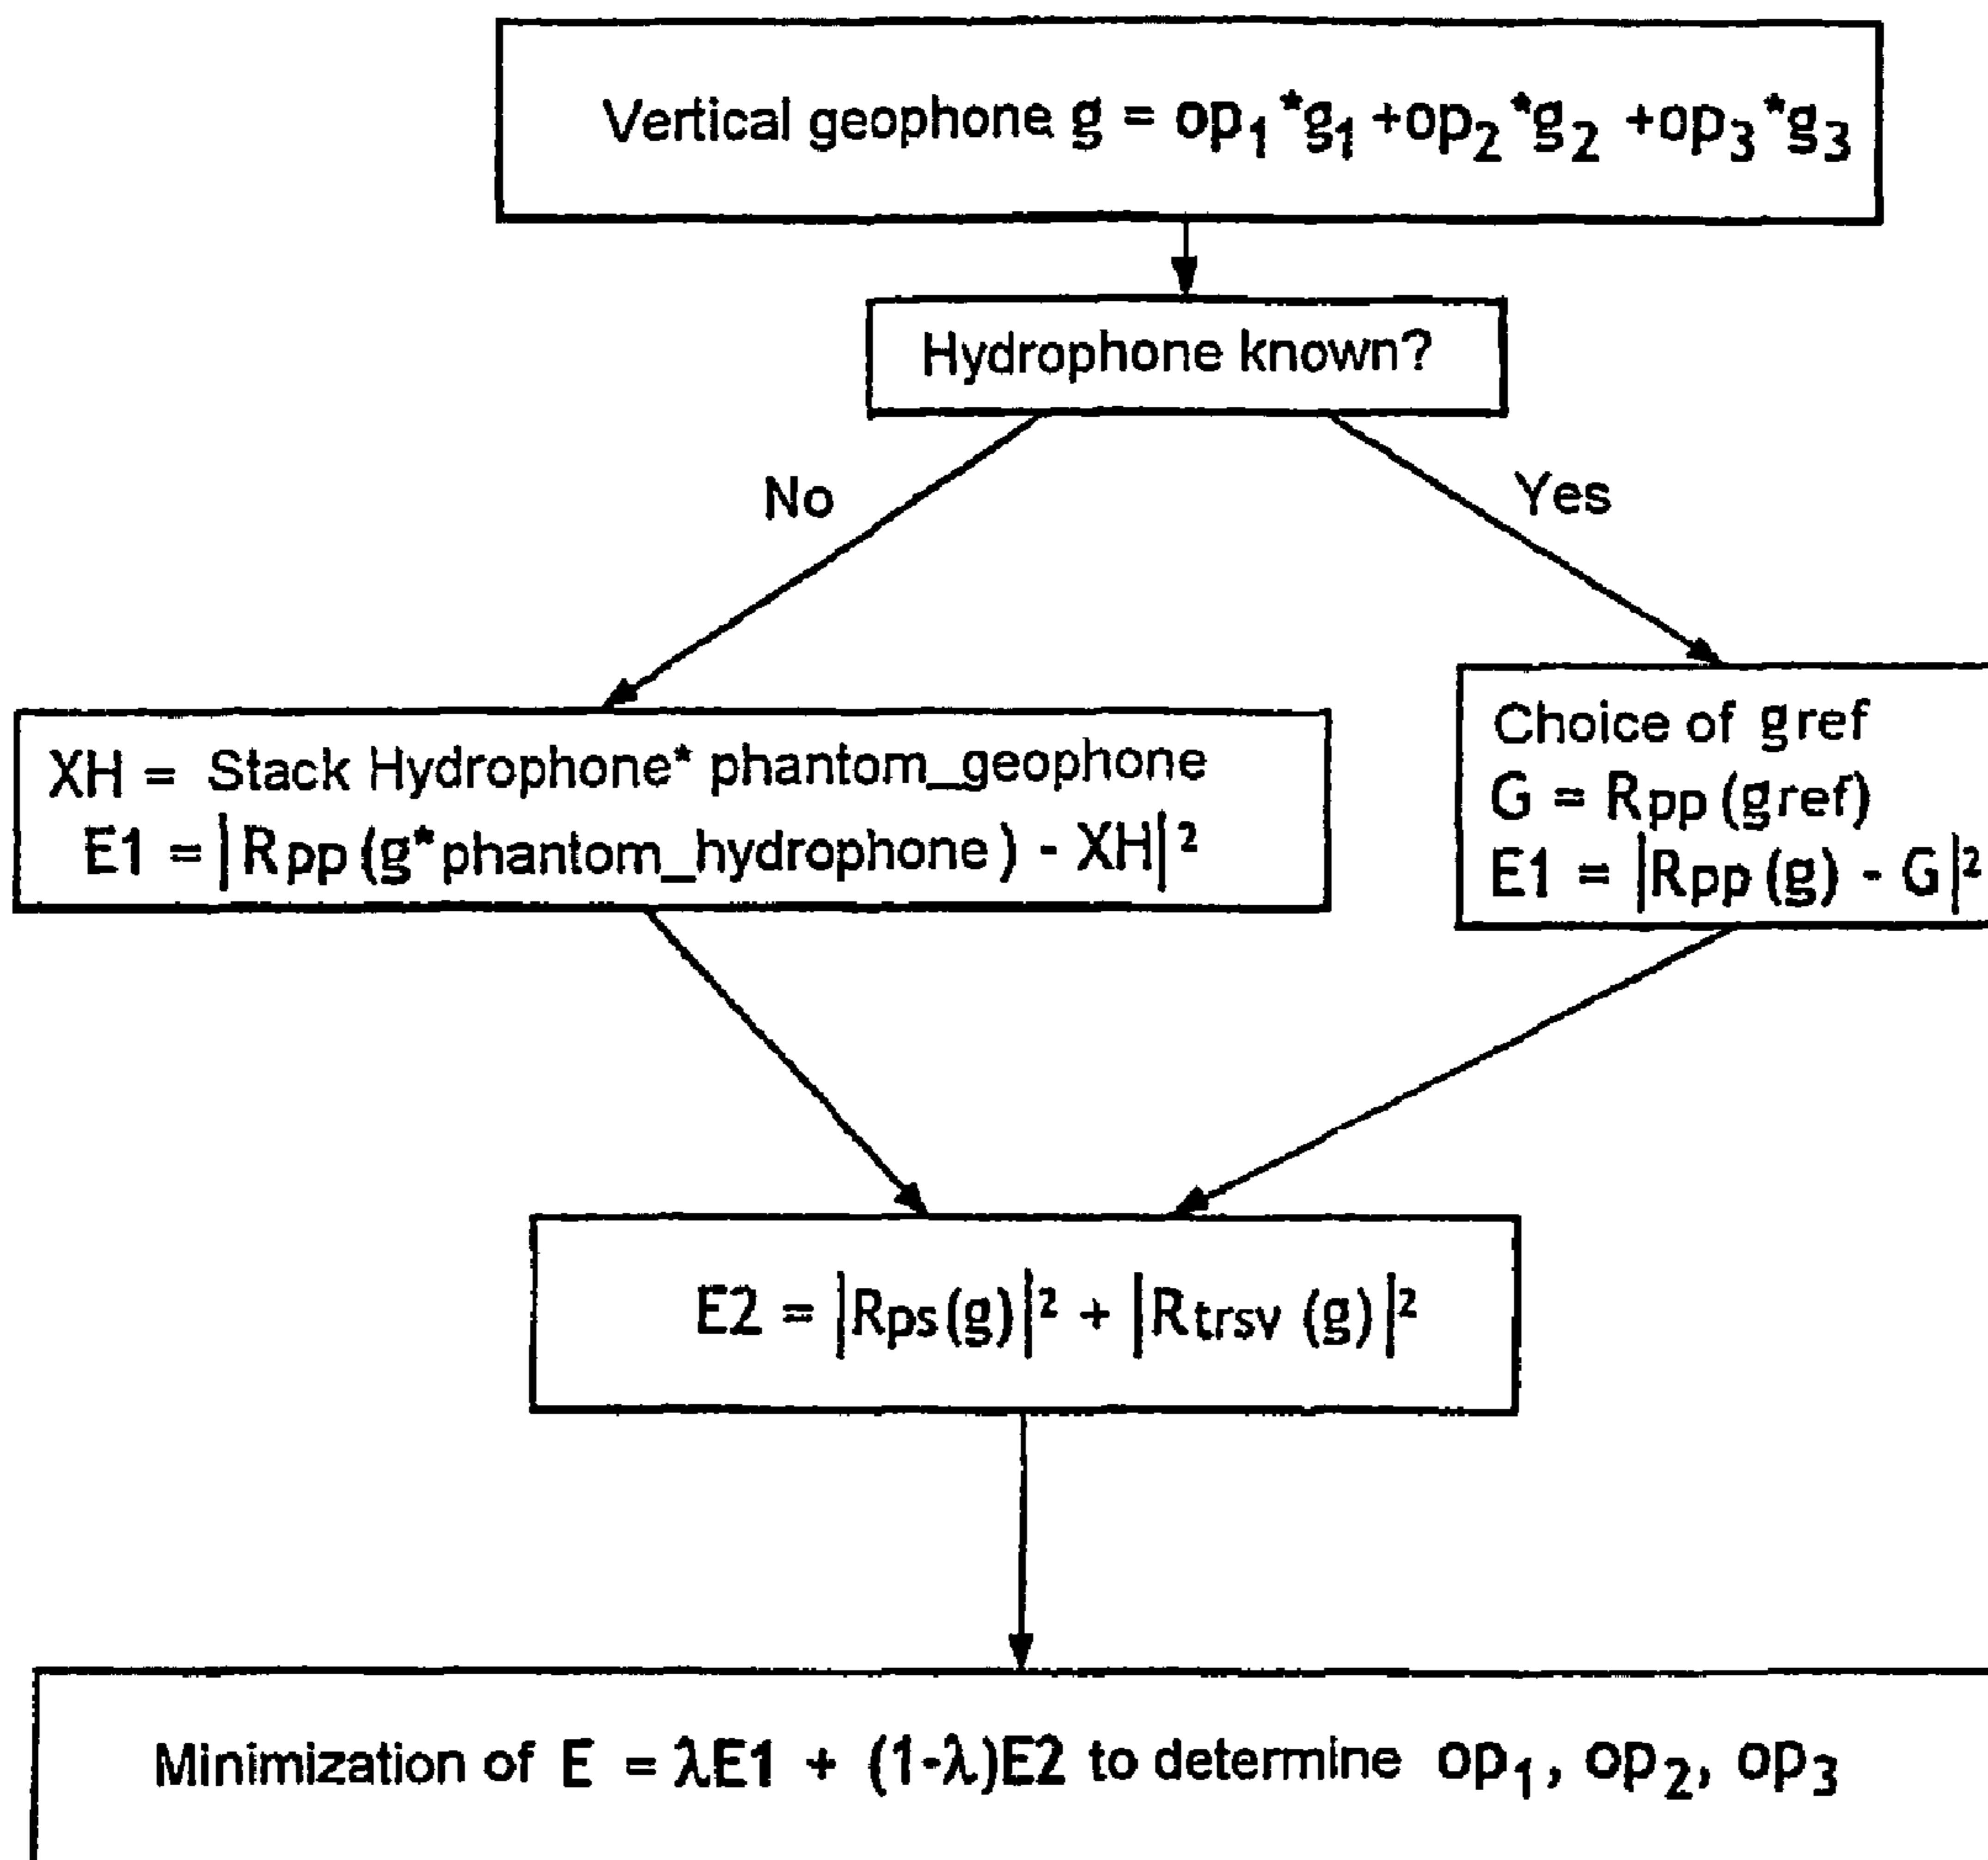 Vertical geophone g = op₁*g₁ +op₂*g₂ +op₃*g₃
Hydrophone known?
No
Yes
XH = Stack Hydrophone* phantom_geophone
E1 = |Rpp (g*phantom_hydrophone) - XH|²
Choice of gref
G = Rpp (gref)
E1 = |Rpp (g) - G|²
E2 = |Rps(g)|² + |Rtrsv (g)|²
Minimization of E = λE1 + (1-λ)E2 to determine op₁, op₂, op₃